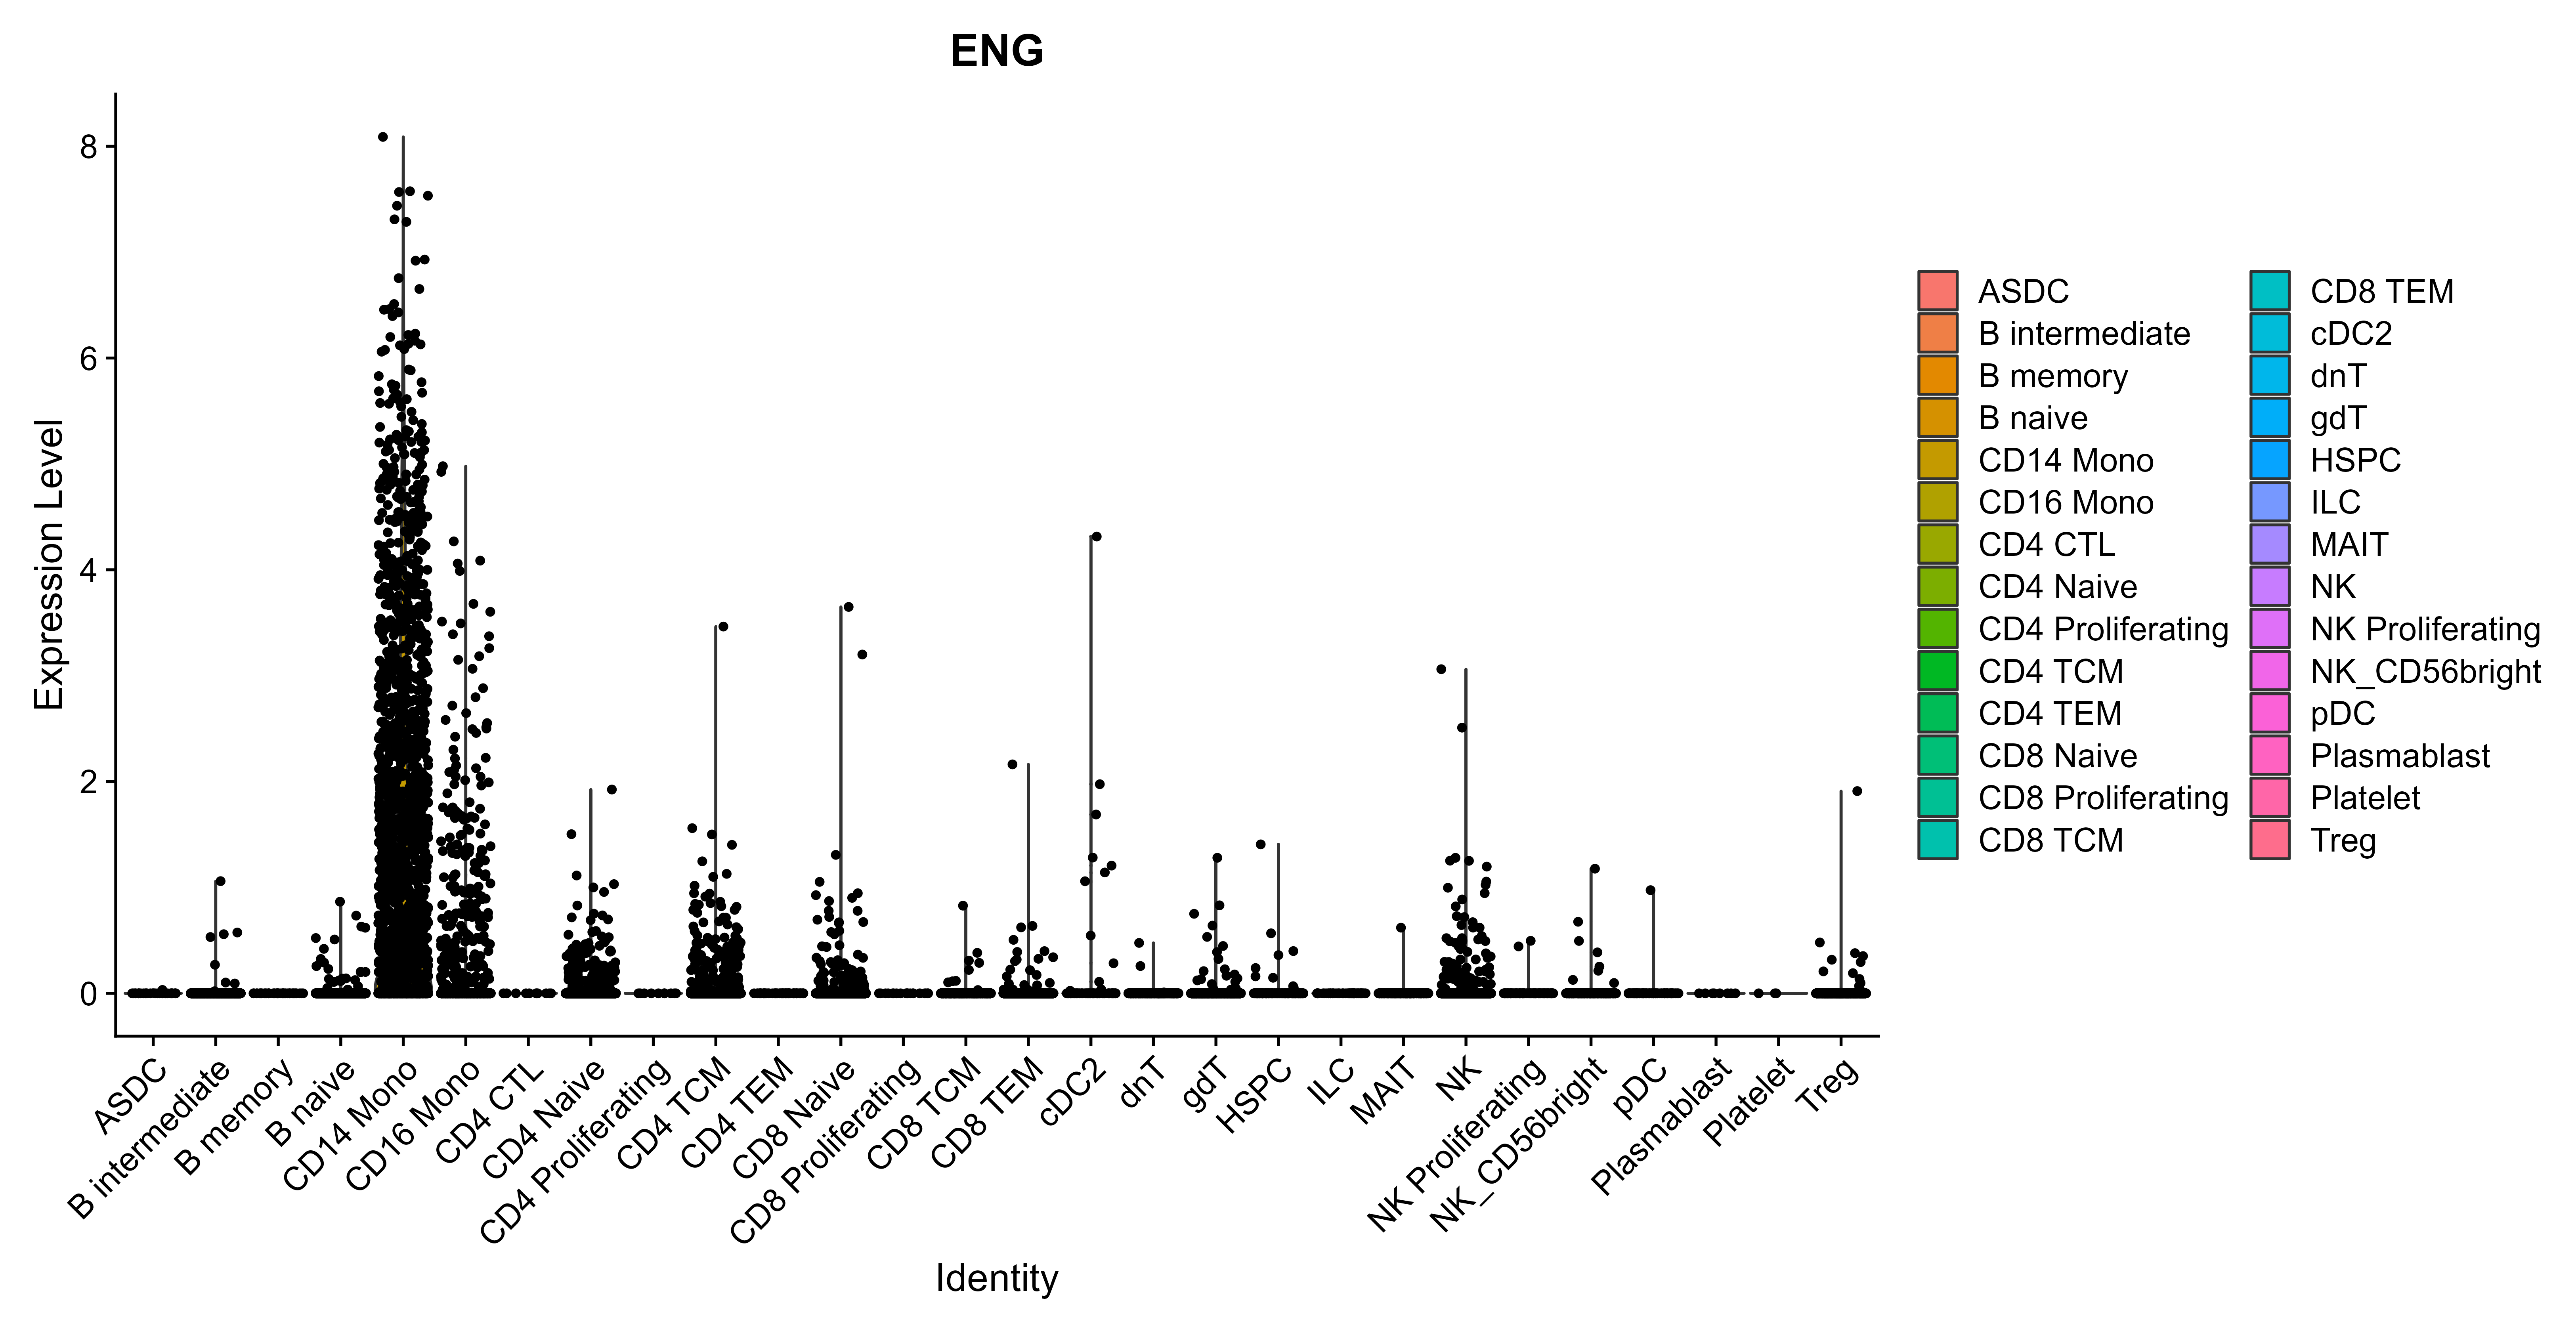 ENG
Expression Level
8
6
4
2
0
ASDC
B intermediate
B memory
B naive
CD14 Mono
CD16 Mono
CD4 CTL
CD4 Naive
CD4 Proliferating
CD4 TCM
CD4 TEM
CD8 Naive
CD8 Proliferating
CD8 TCM
CD8 TEM
cDC2
dnT
gdT
HSPC
ILC
MAIT
NK
NK Proliferating
NK_CD56bright
pDC
Plasmablast
Platelet
Treg
Identity
ASDC
B intermediate
B memory
B naive
CD14 Mono
CD16 Mono
CD4 CTL
CD4 Naive
CD4 Proliferating
CD4 TCM
CD4 TEM
CD8 Naive
CD8 Proliferating
CD8 TCM
CD8 TEM
cDC2
dnT
gdT
HSPC
ILC
MAIT
NK
NK Proliferating
NK_CD56bright
pDC
Plasmablast
Platelet
Treg